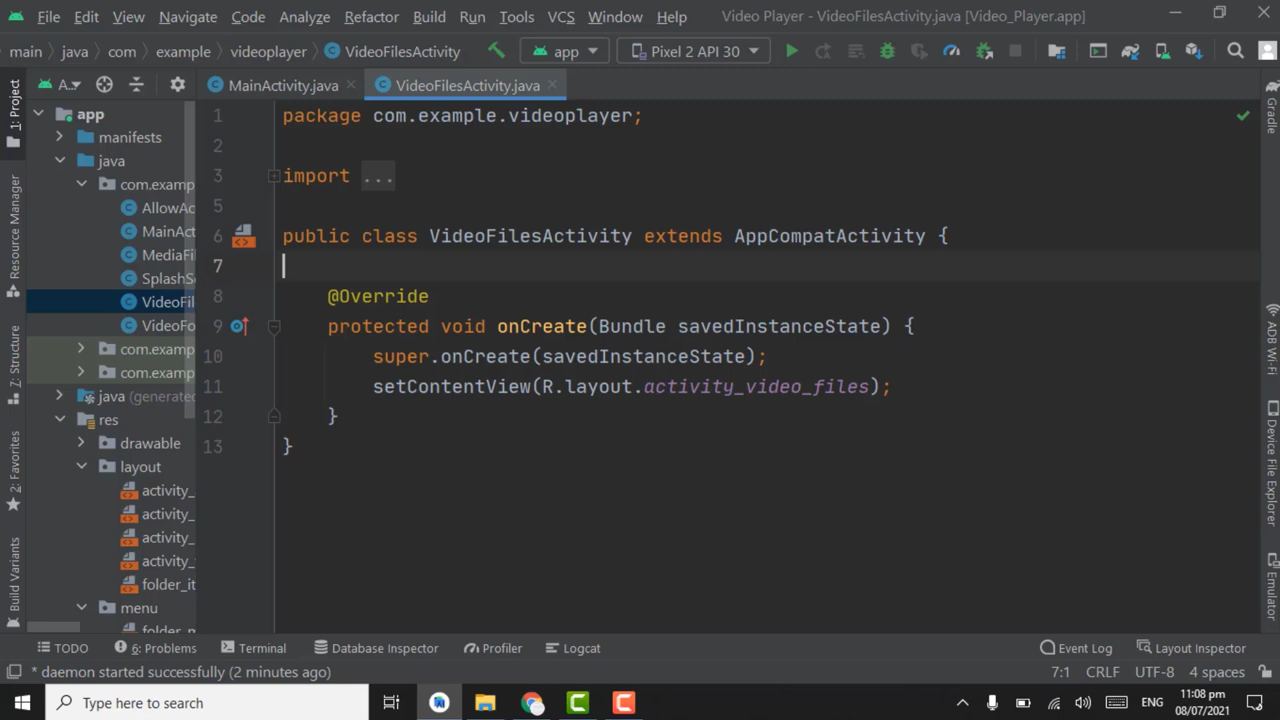 File Edit View Navigate Code Analyze Refactor Build Run Tools VCS Window Help Video Player - VideoFilesActivity.java [Video_Player.app]
main java com example videoplayer VideoFilesActivity app Pixel 2 API 30
A.. MainActivity.java VideoFilesActivity.java
1: Project
Resource Manager
7: Structure
2: Favorites
Build Variants
app
manifests
java
com.examp
AllowAc
MainAct
MediaFi
SplashSc
VideoFil
VideoFo
com.examp
com.examp
java (generated
res
drawable
layout
activity_
activity_
activity_
activity_
folder_it
menu
folder_m
1 package com.example.videoplayer;
2
3 import ...
5
6 public class VideoFilesActivity extends AppCompatActivity {
7
8 @Override
9 protected void onCreate(Bundle savedInstanceState) {
10 super.onCreate(savedInstanceState);
11 setContentView(R.layout.activity_video_files);
12 }
13 }
Gradle
ADB Wi-Fi
Device File Explorer
Emulator
TODO 6: Problems Terminal Database Inspector Profiler Logcat Event Log Layout Inspector
* daemon started successfully (2 minutes ago) 7:1 CRLF UTF-8 4 spaces
Type here to search ENG 11:08 pm
08/07/2021